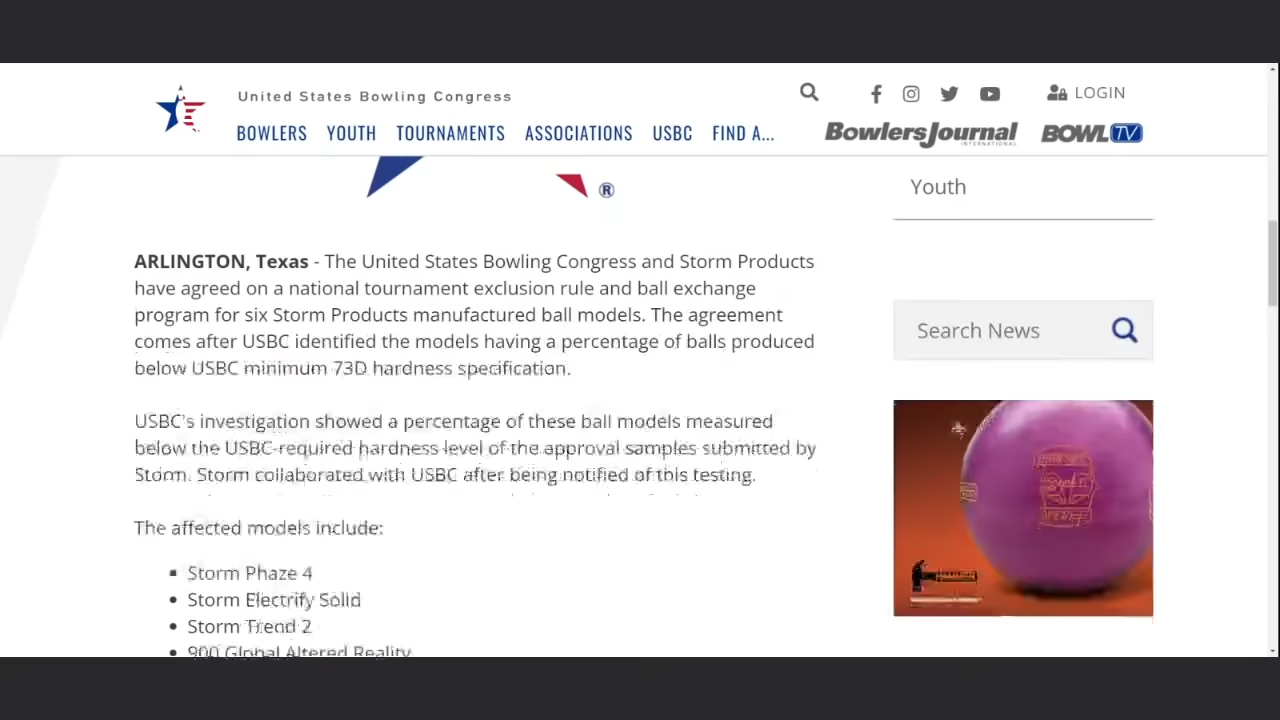 United States Bowling Congress
LOGIN
BOWLERS YOUTH TOURNAMENTS ASSOCIATIONS USBC FIND A...
BowlersJournal
INTERNATIONAL
BOWL TV
®
Youth
ARLINGTON, Texas - The United States Bowling Congress and Storm Products
have agreed on a national tournament exclusion rule and ball exchange
program for six Storm Products manufactured ball models. The agreement
comes after USBC identified the models having a percentage of balls produced
below USBC minimum 73D hardness specification.
Search News
USBC's investigation showed a percentage of these ball models measured
below the USBC-required hardness level of the approval samples submitted by
Storm. Storm collaborated with USBC after being notified of this testing.
The affected models include:
Storm Phaze 4
Storm Electrify Solid
Storm Trend 2
900 Global Altered Reality